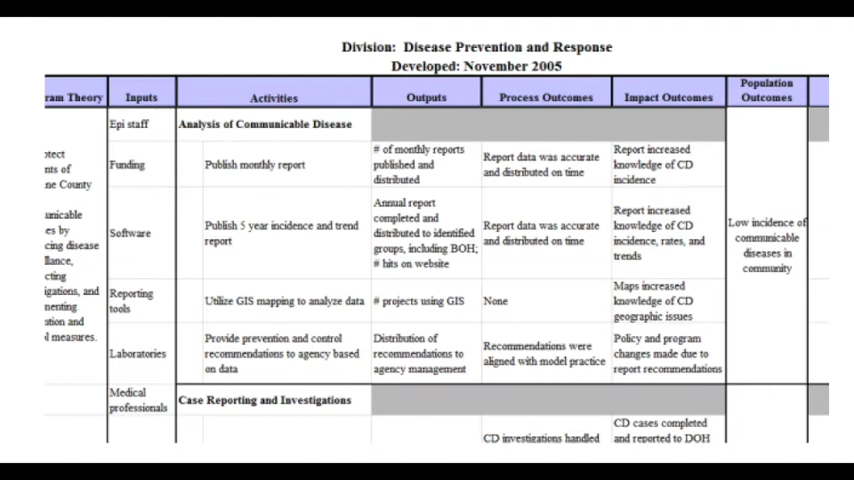 Division: Disease Prevention and Response
Developed: November 2005
ram Theory
Inputs
Activities
Outputs
Process Outcomes
Impact Outcomes
Population
Outcomes
Epi staff
Analysis of Communicable Disease
otect
nts of
ne County
unicable
es by
cing disease
llance,
cting
igations, and
menting
ntion and
ol measures.
Funding
Publish monthly report
# of monthly reports
published and
distributed
Report data was accurate
and distributed on time
Report increased
knowledge of CD
incidence
Software
Publish 5 year incidence and trend
report
Annual report
completed and
distributed to identified
groups, including BOH;
# hits on website
Report data was accurate
and distributed on time
Report increased
knowledge of CD
incidence, rates, and
trends
Low incidence of
communicable
diseases in
community
Reporting
tools
Utilize GIS mapping to analyze data
# projects using GIS
None
Maps increased
knowledge of CD
geographic issues
Laboratories
Provide prevention and control
recommendations to agency based
on data
Distribution of
recommendations to
agency management
Recommendations were
aligned with model practice
Policy and program
changes made due to
report recommendations
Medical
professionals
Case Reporting and Investigations
CD investigations handled
CD cases completed
and reported to DOH